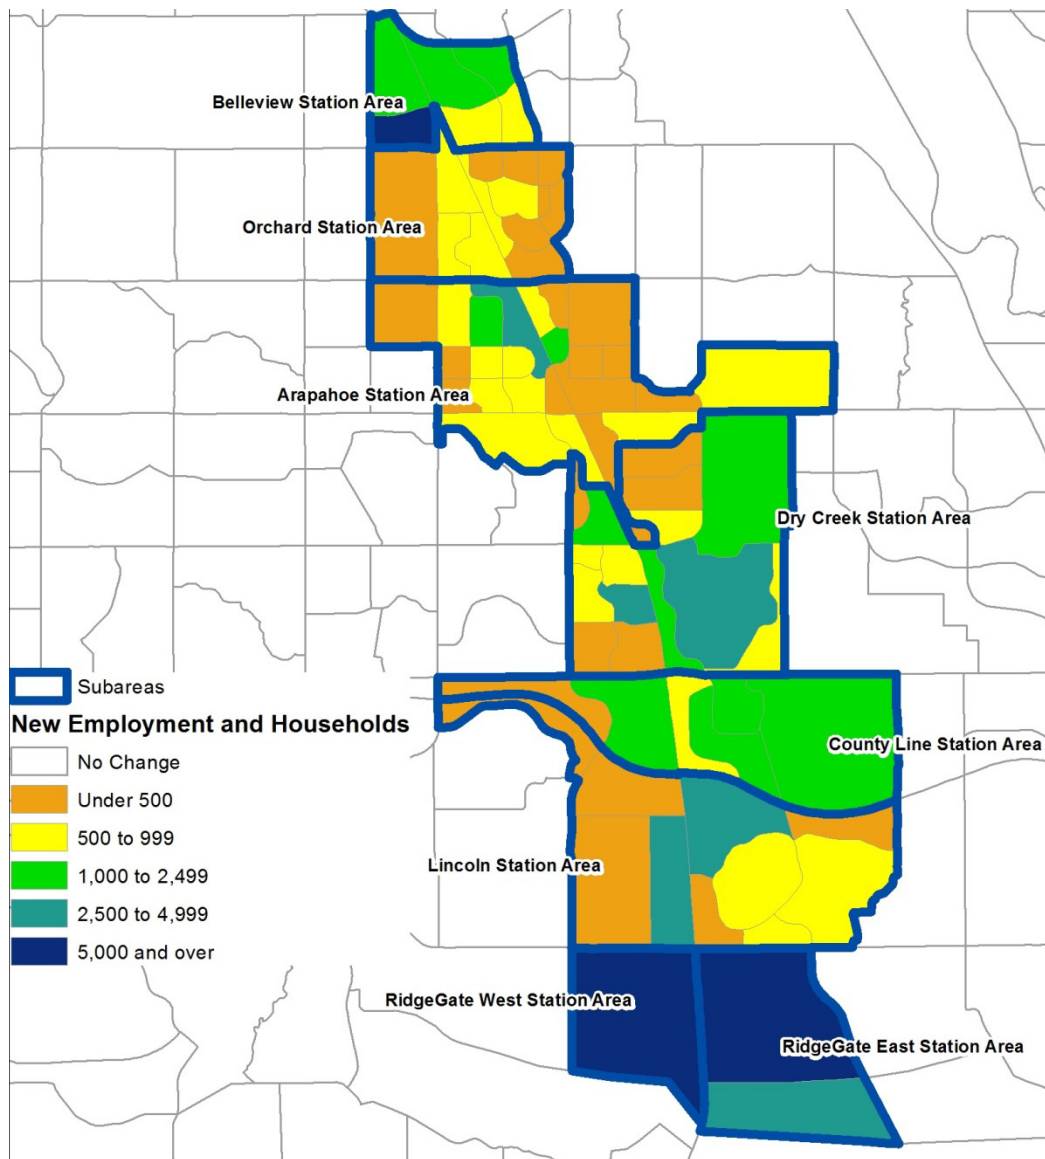 Belleview Station Area
Orchard Station Area
Arapahoe Station Area
Dry Creek Station Area
Subareas
New Employment and Households
No Change
Under 500
500 to 999
1,000 to 2,499
2,500 to 4,999
5,000 and over
County Line Station Area
Lincoln Station Area
RidgeGate West Station Area
RidgeGate East Station Area